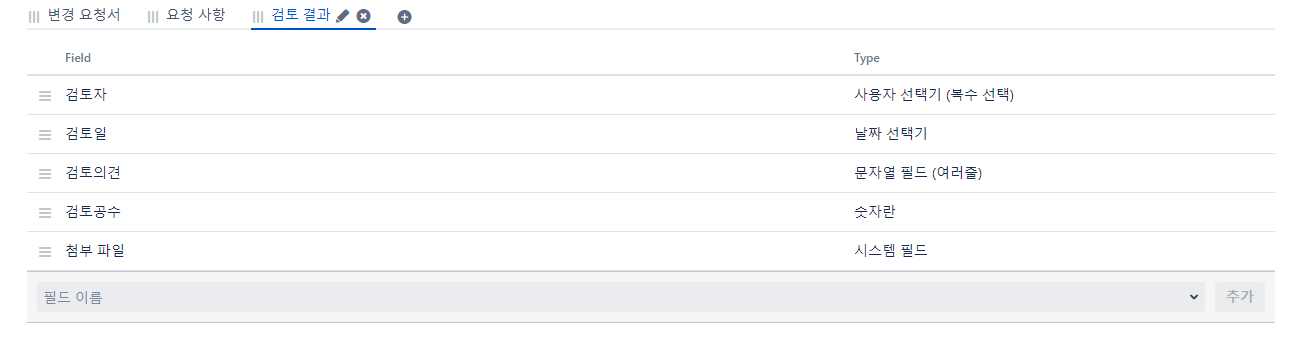 변경 요청서 요청 사항 검토 결과
Field Type
검토자 사용자 선택기 (복수 선택)
검토일 날짜 선택기
검토의견 문자열 필드 (여러줄)
검토공수 숫자란
첨부 파일 시스템 필드
필드 이름 추가